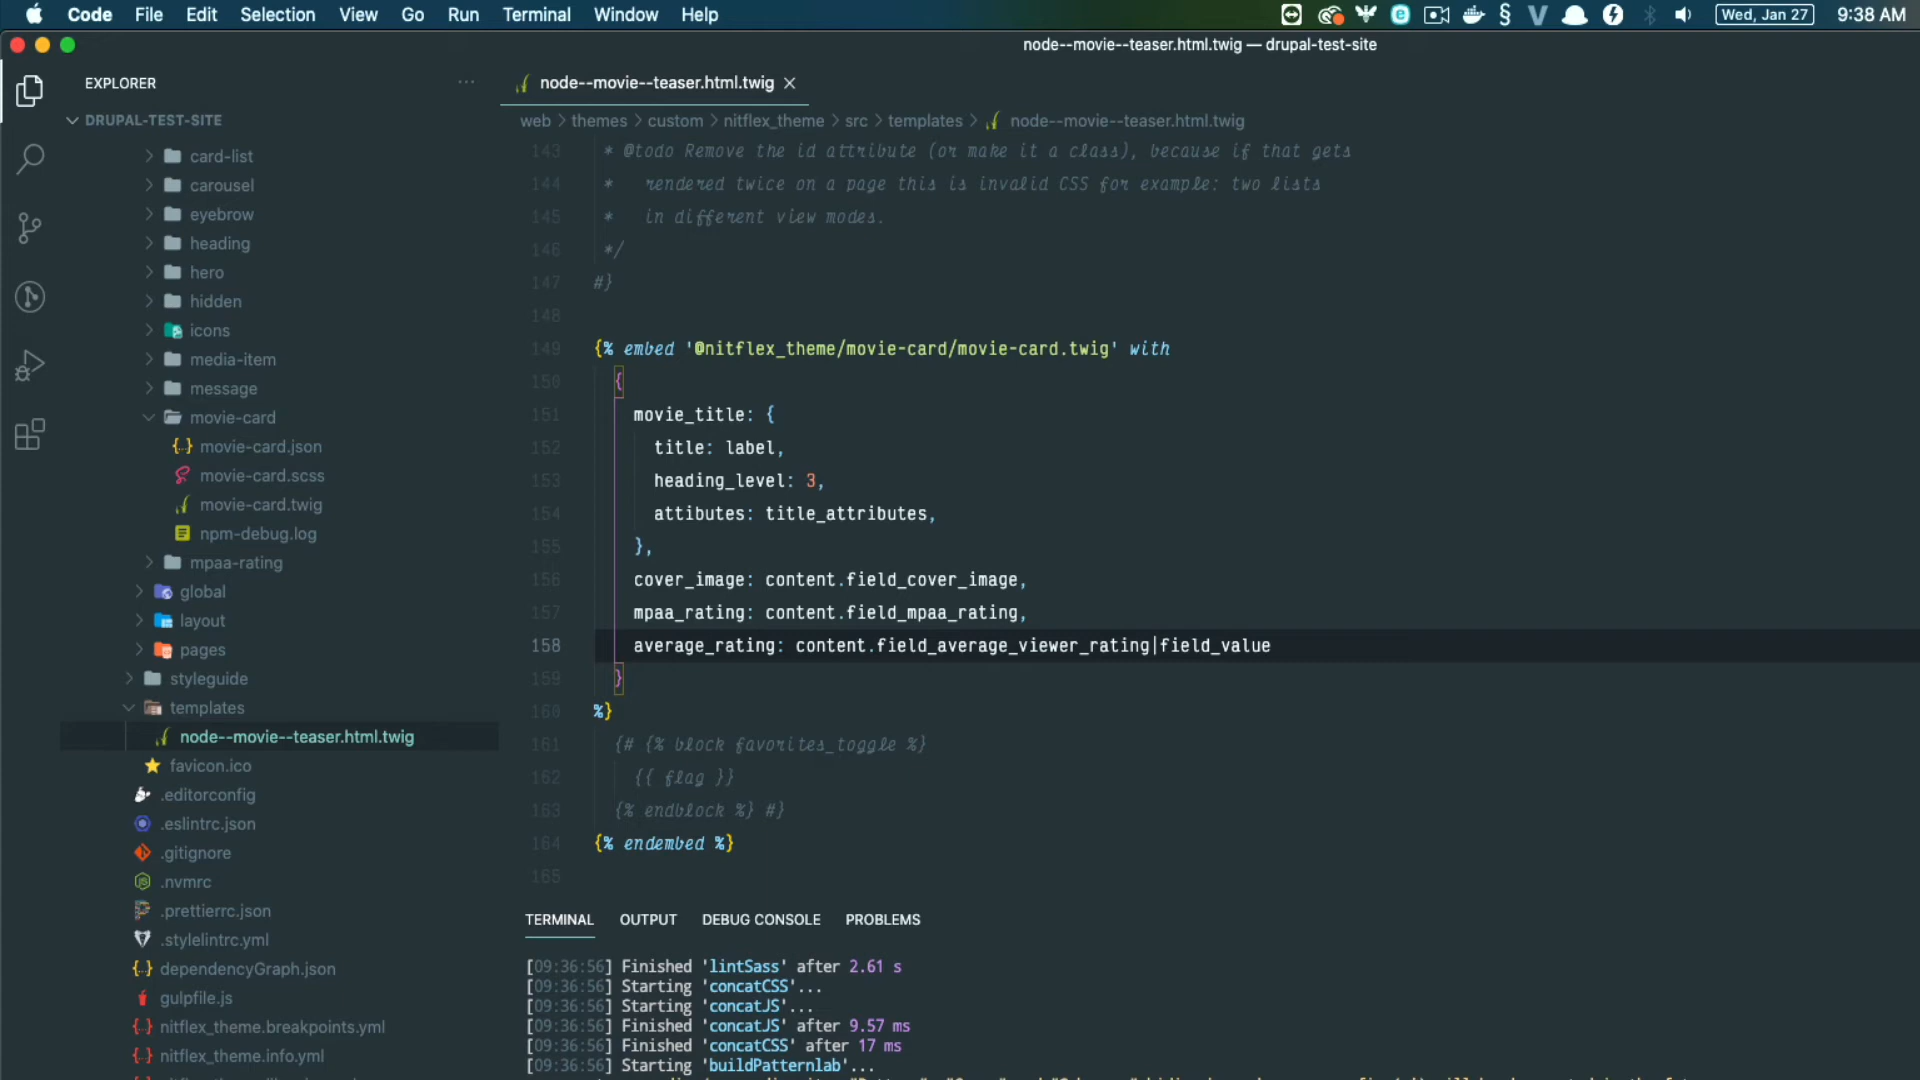 Code File Edit Selection View Go Run Terminal Window Help
Wed, Jan 27 9:38 AM
node--movie--teaser.html.twig — drupal-test-site
EXPLORER
DRUPAL-TEST-SITE
card-list
carousel
eyebrow
heading
hero
hidden
icons
media-item
message
movie-card
movie-card.json
movie-card.scss
movie-card.twig
npm-debug.log
mpaa-rating
global
layout
pages
styleguide
templates
node--movie--teaser.html.twig
favicon.ico
.editorconfig
.eslintrc.json
.gitignore
.nvmrc
.prettierrc.json
.stylelintrc.yml
dependencyGraph.json
gulpfile.js
nitflex_theme.breakpoints.yml
nitflex_theme.info.yml
node--movie--teaser.html.twig
web > themes > custom > nitflex_theme > src > templates > node--movie--teaser.html.twig
143 * @todo Remove the id attribute (or make it a class), because if that gets
144 * rendered twice on a page this is invalid CSS for example: two lists
145 * in different view modes.
146 */
147 #}
148
149 {% embed '@nitflex_theme/movie-card/movie-card.twig' with
150 {
151 movie_title: {
152 title: label,
153 heading_level: 3,
154 attibutes: title_attributes,
155 },
156 cover_image: content.field_cover_image,
157 mpaa_rating: content.field_mpaa_rating,
158 average_rating: content.field_average_viewer_rating|field_value
159 }
160 %}
161 {# {% block favorites_toggle %}
162 {{ flag }}
163 {% endblock %} #}
164 {% endembed %}
165
TERMINAL OUTPUT DEBUG CONSOLE PROBLEMS
[09:36:56] Finished 'lintSass' after 2.61 s
[09:36:56] Starting 'concatCSS'...
[09:36:56] Starting 'concatJS'...
[09:36:56] Finished 'concatJS' after 9.57 ms
[09:36:56] Finished 'concatCSS' after 17 ms
[09:36:56] Starting 'buildPatternlab'...